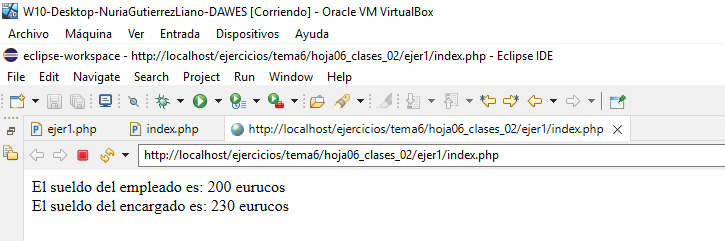 W10-Desktop-NuriaGutierrezLiano-DAWES [Corriendo] - Oracle VM VirtualBox
Archivo Máquina Ver Entrada Dispositivos Ayuda
eclipse-workspace - http://localhost/ejercicios/tema6/hoja06_clases_02/ejer1/index.php - Eclipse IDE
File Edit Navigate Search Project Run Window Help
ejer1.php index.php http://localhost/ejercicios/tema6/hoja06_clases_02/ejer1/index.php
http://localhost/ejercicios/tema6/hoja06_clases_02/ejer1/index.php
El sueldo del empleado es: 200 eurucos
El sueldo del encargado es: 230 eurucos